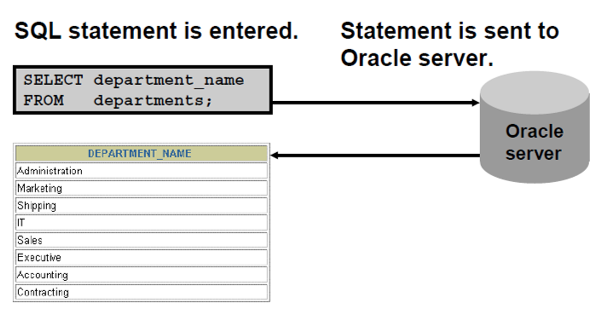 SQL statement is entered.
Statement is sent to
Oracle server.
SELECT department_name
FROM   departments;
Oracle
server
DEPARTMENT_NAME
Administration
Marketing
Shipping
IT
Sales
Executive
Accounting
Contracting